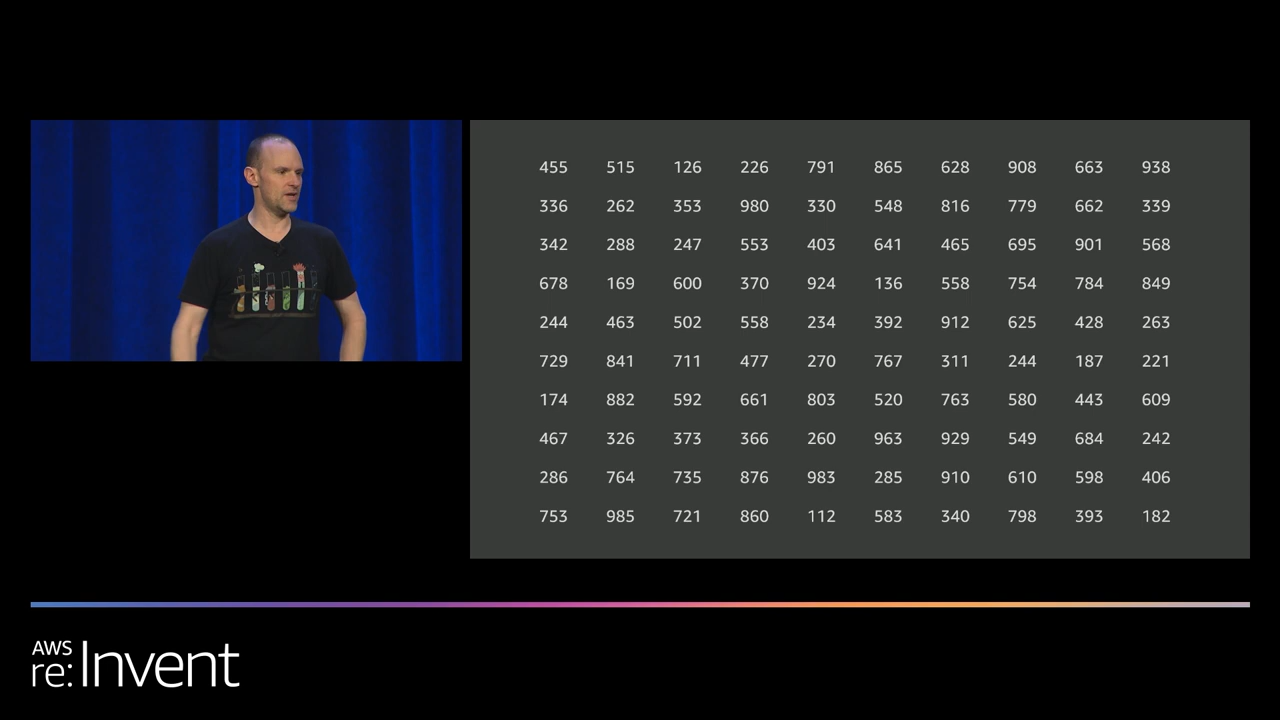 455 515 126 226 791 865 628 908 663 938
336 262 353 980 330 548 816 779 662 339
342 288 247 553 403 641 465 695 901 568
678 169 600 370 924 136 558 754 784 849
244 463 502 558 234 392 912 625 428 263
729 841 711 477 270 767 311 244 187 221
174 882 592 661 803 520 763 580 443 609
467 326 373 366 260 963 929 549 684 242
286 764 735 876 983 285 910 610 598 406
753 985 721 860 112 583 340 798 393 182
AWS
re:Invent